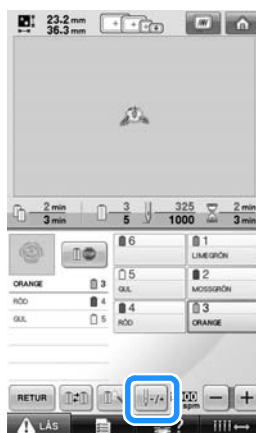 23.2 mm
36.3 mm
2 min
3 min
3
5
325
1000
2 min
3 min
6
1
LIMEGRÖN
5
GUL
2
MOSSGRÖN
4
RÖD
3
ORANGE
ORANGE 3
RÖD 4
GUL 5
RETUR
-/+
spm
LÅS